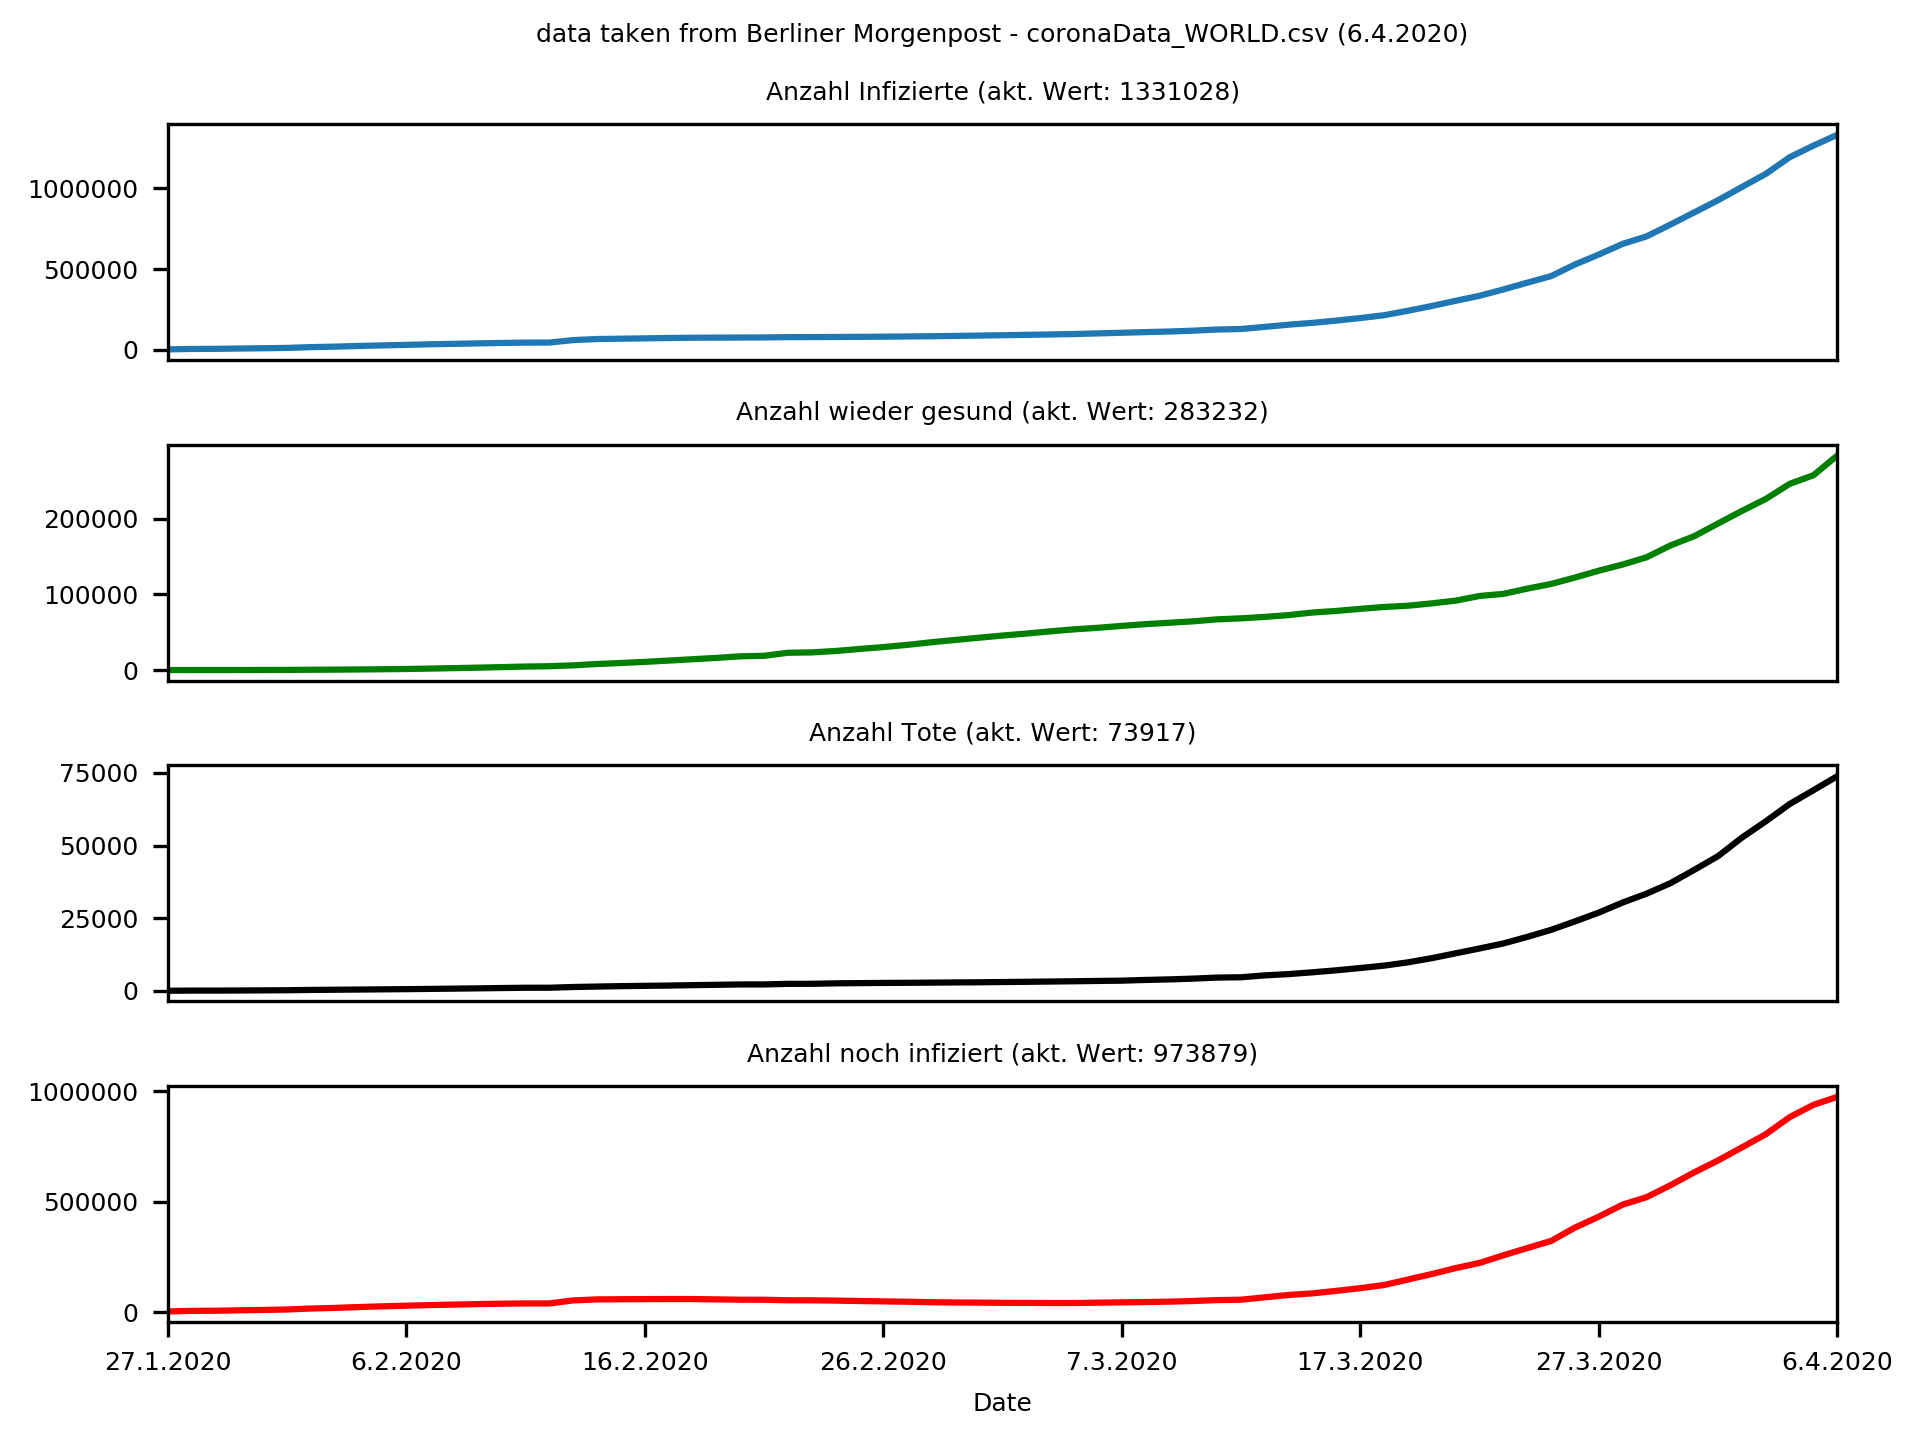 data taken from Berliner Morgenpost - coronaData_WORLD.csv (6.4.2020)
Anzahl Infizierte (akt. Wert: 1331028)
1000000
500000
0
Anzahl wieder gesund (akt. Wert: 283232)
200000
100000
0
Anzahl Tote (akt. Wert: 73917)
75000
50000
25000
0
Anzahl noch infiziert (akt. Wert: 973879)
1000000
500000
0
27.1.2020 6.2.2020 16.2.2020 26.2.2020 7.3.2020 17.3.2020 27.3.2020 6.4.2020
Date